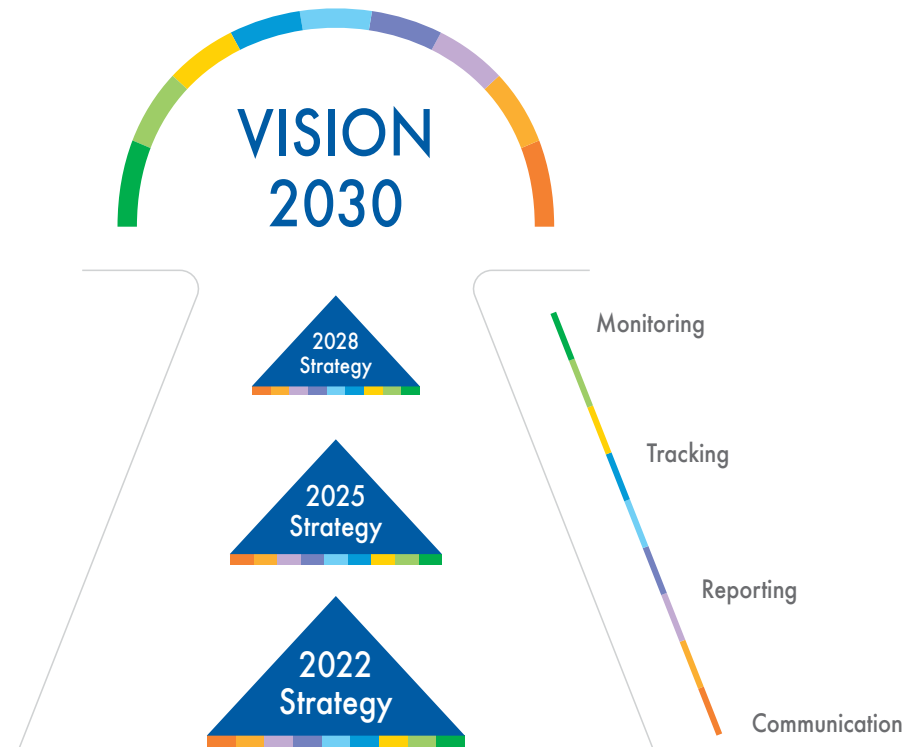 VISION
2030
2028
Strategy
Monitoring
Tracking
2025
Strategy
Reporting
2022
Strategy
Communication